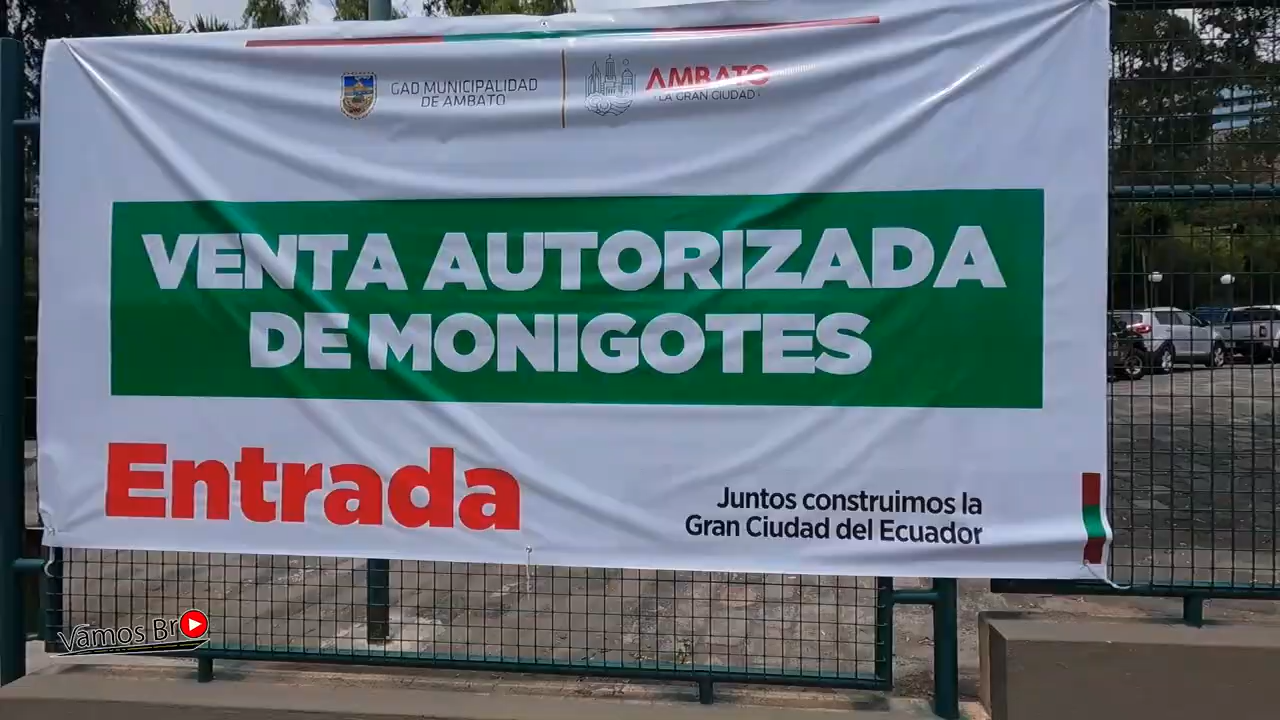 GAD MUNICIPALIDAD
DE AMBATO
AMBATO
LA GRAN CIUDAD
VENTA AUTORIZADA
DE MONIGOTES
Entrada
Juntos construimos la
Gran Ciudad del Ecuador
Vamos Bro